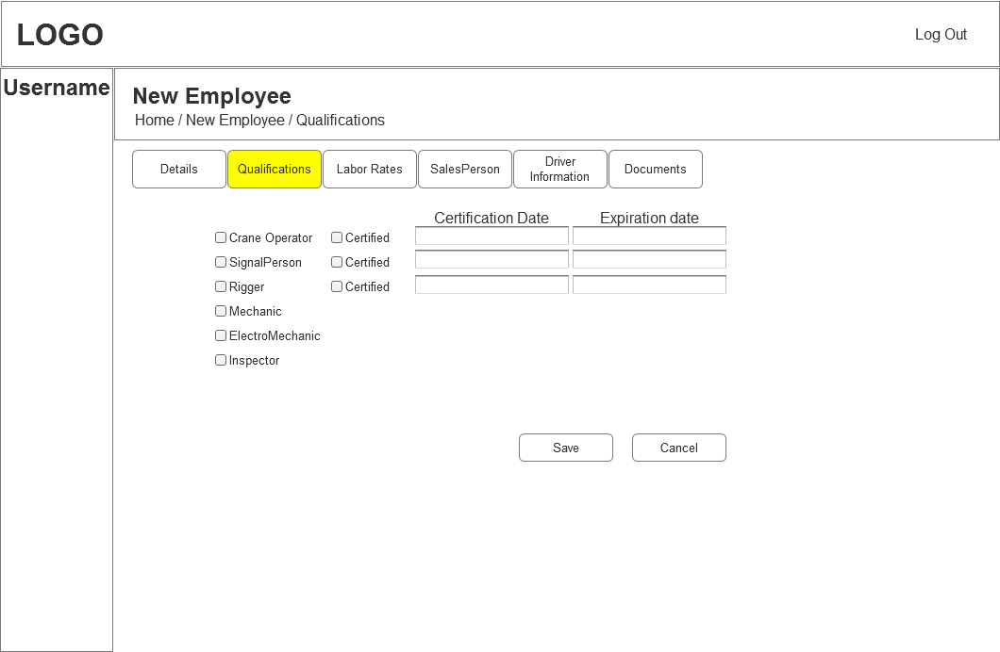 LOGO
Log Out
Username
New Employee
Home / New Employee / Qualifications
Details
Qualifications
Labor Rates
SalesPerson
Driver
Information
Documents
Certification Date
Expiration date
Crane Operator
Certified
SignalPerson
Certified
Rigger
Certified
Mechanic
ElectroMechanic
Inspector
Save
Cancel